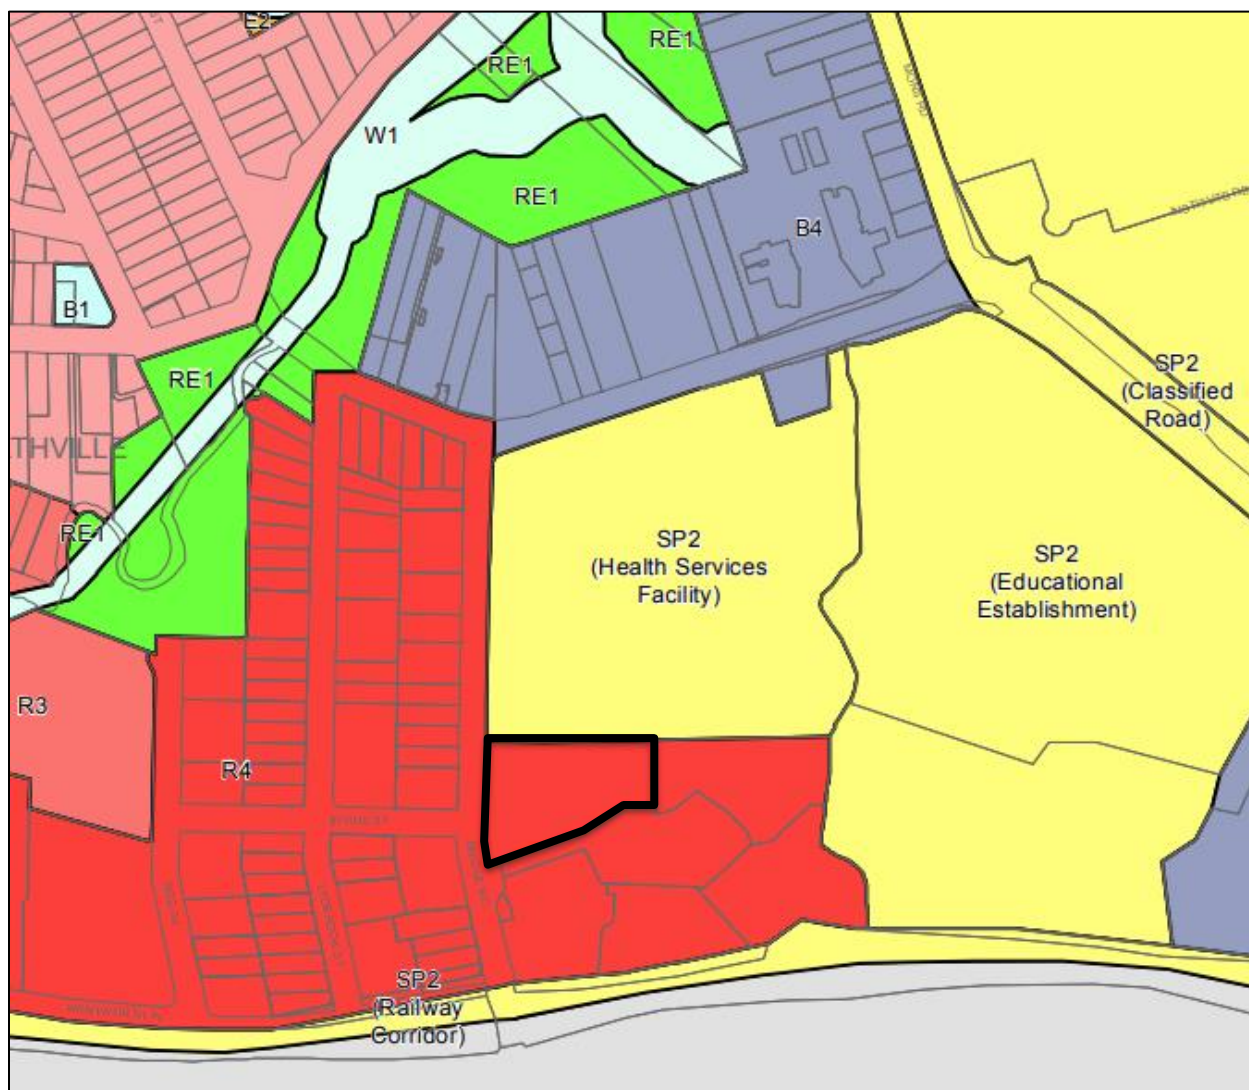 E2
RE1
RE1
W1
RE1
B4
B1
RE1
SP2
(Classified
Road)
THVILLE
RE1
SP2
(Health Services
Facility)
SP2
(Educational
Establishment)
R3
R4
SP2
(Railway
Corridor)